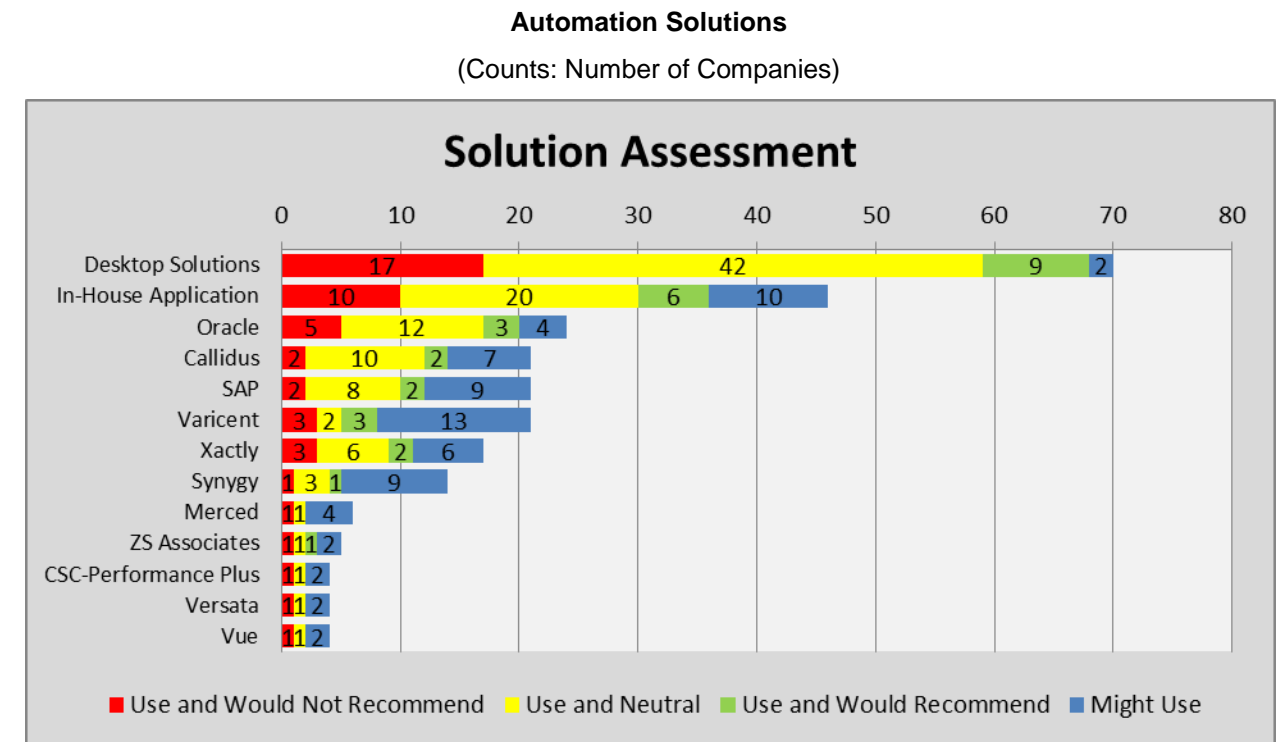 Automation Solutions
(Counts: Number of Companies)
Solution Assessment
0 10 20 30 40 50 60 70 80
Desktop Solutions 17 42 9 2
In-House Application 10 20 6 10
Oracle 5 12 3 4
Callidus 2 10 2 7
SAP 2 8 2 9
Varicent 3 2 3 13
Xactly 3 6 2 6
Synygy 1 3 1 9
Merced 1 1 4
ZS Associates 1 1 1 2
CSC-Performance Plus 1 1 2
Versata 1 1 2
Vue 1 1 2
Use and Would Not Recommend Use and Neutral Use and Would Recommend Might Use